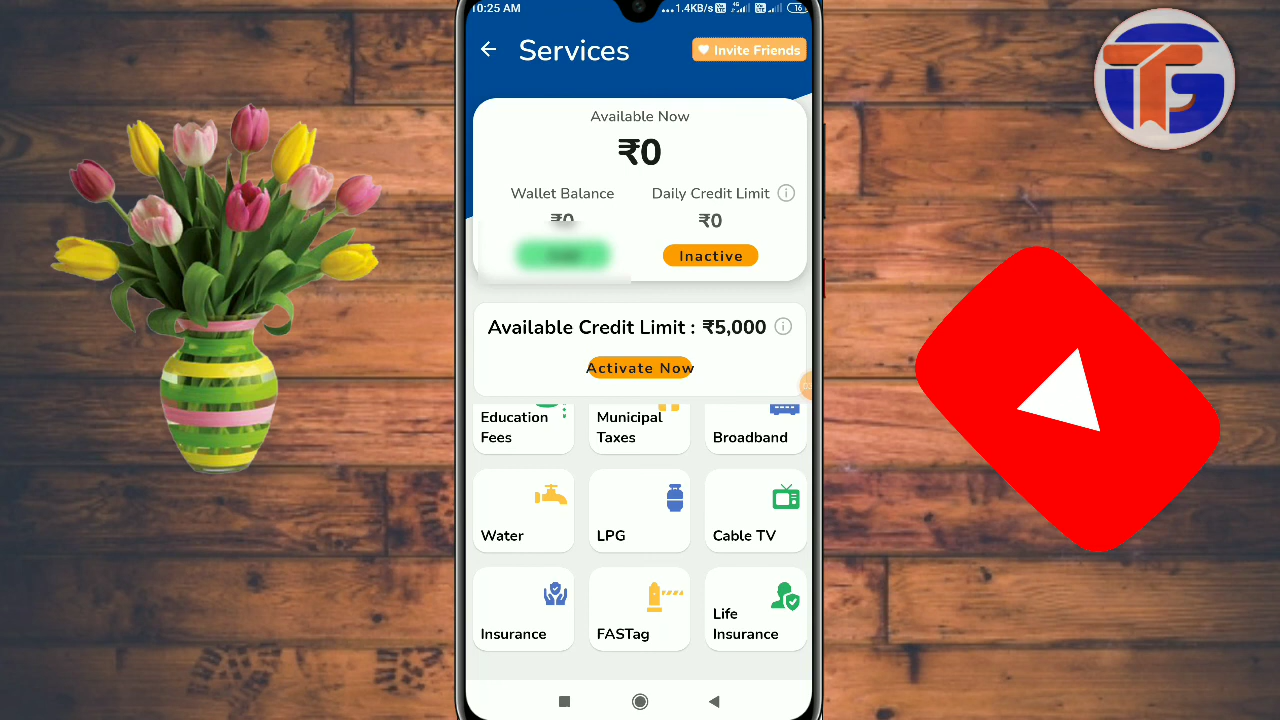 10:25 AM
...1.4KB/s
Services
Invite Friends
Available Now
₹0
Wallet Balance
Daily Credit Limit
₹0
₹0
Inactive
Available Credit Limit : ₹5,000
Activate Now
Education
Fees
Municipal
Taxes
Broadband
Water
LPG
Cable TV
Insurance
FASTag
Life
Insurance